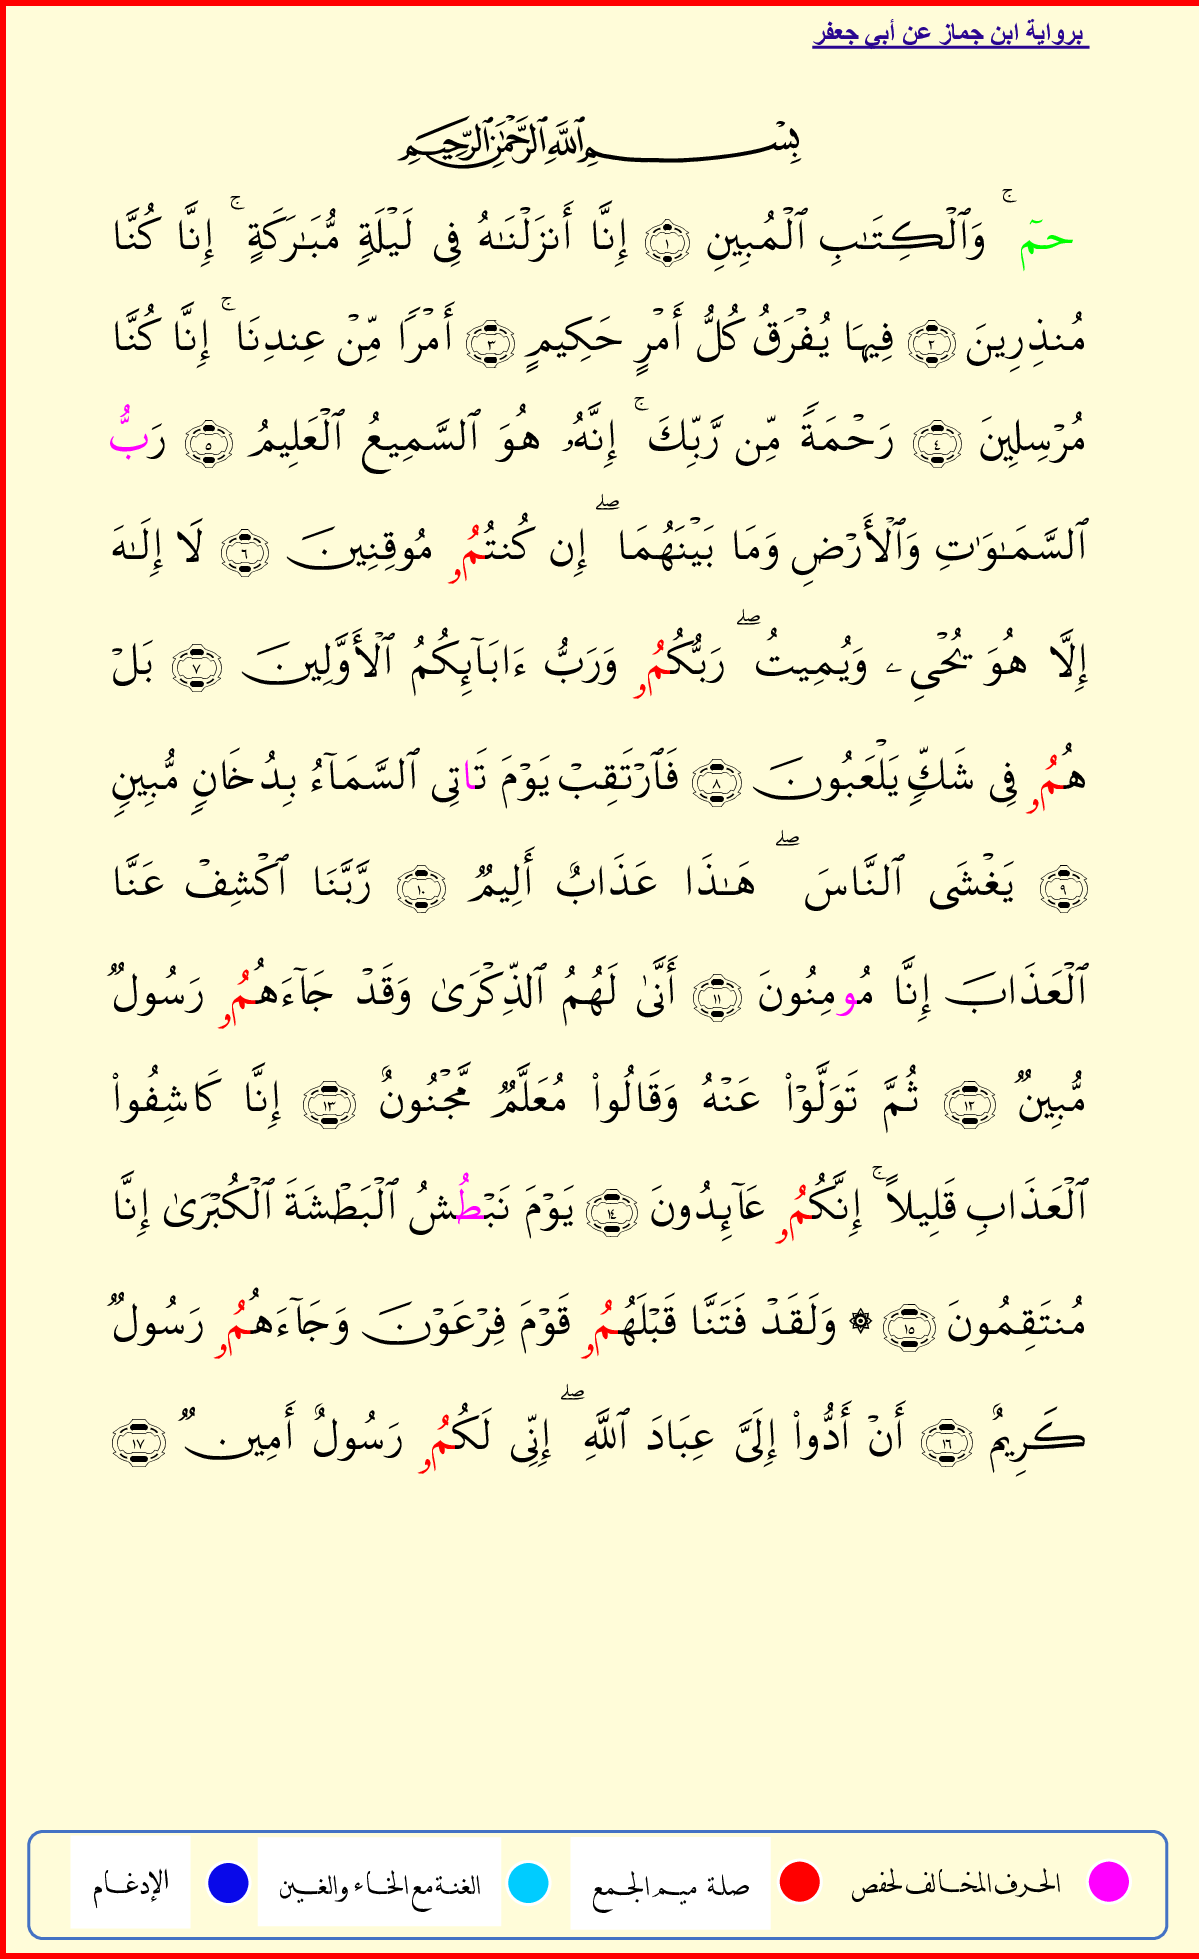 برواية ابن جماز عن أبي جعفر
بِسْمِ ٱللَّهِ ٱلرَّحْمَٰنِ ٱلرَّحِيمِ
حمٓ ۚ وَٱلْكِتَٰبِ ٱلْمُبِينِ ١ إِنَّا أَنزَلْنَٰهُ فِى لَيْلَةٍ مُّبَٰرَكَةٍ ۚ إِنَّا كُنَّا
مُنذِرِينَ ٢ فِيهَا يُفْرَقُ كُلُّ أَمْرٍ حَكِيمٍ ٣ أَمْرًا مِّنْ عِندِنَا ۚ إِنَّا كُنَّا
مُرْسِلِينَ ٤ رَحْمَةً مِّن رَّبِّكَ ۚ إِنَّهُۥ هُوَ ٱلسَّمِيعُ ٱلْعَلِيمُ ٥ رَبُّ
ٱلسَّمَٰوَٰتِ وَٱلْأَرْضِ وَمَا بَيْنَهُمَا ۖ إِن كُنتُمُۥ مُوقِنِينَ ٦ لَا إِلَٰهَ
إِلَّا هُوَ يُحْىِۦ وَيُمِيتُ ۖ رَبُّكُمُۥ وَرَبُّ ءَابَآئِكُمُ ٱلْأَوَّلِينَ ٧ بَلْ
هُمُۥ فِى شَكٍّ يَلْعَبُونَ ٨ فَٱرْتَقِبْ يَوْمَ تَاتِى ٱلسَّمَآءُ بِدُخَانٍ مُّبِينٍ
٩ يَغْشَى ٱلنَّاسَ ۖ هَٰذَا عَذَابٌ أَلِيمٌ ١٠ رَّبَّنَا ٱكْشِفْ عَنَّا
ٱلْعَذَابَ إِنَّا مُومِنُونَ ١١ أَنَّىٰ لَهُمُ ٱلذِّكْرَىٰ وَقَدْ جَآءَهُمُۥ رَسُولٌ
مُّبِينٌ ١٢ ثُمَّ تَوَلَّوْا۟ عَنْهُ وَقَالُوا۟ مُعَلَّمٌ مَّجْنُونٌ ١٣ إِنَّا كَاشِفُوا۟
ٱلْعَذَابِ قَلِيلًا ۚ إِنَّكُمُۥ عَآئِدُونَ ١٤ يَوْمَ نَبْطُشُ ٱلْبَطْشَةَ ٱلْكُبْرَىٰ إِنَّا
مُنتَقِمُونَ ١٥ ۞ وَلَقَدْ فَتَنَّا قَبْلَهُمُۥ قَوْمَ فِرْعَوْنَ وَجَآءَهُمُۥ رَسُولٌ
كَرِيمٌ ١٦ أَنْ أَدُّوا۟ إِلَىَّ عِبَادَ ٱللَّهِ ۖ إِنِّى لَكُمُۥ رَسُولٌ أَمِينٌ ١٧
الحرف المخالف لحفص صلة ميم الجمع الغنة مع الخاء والغين الإدغام